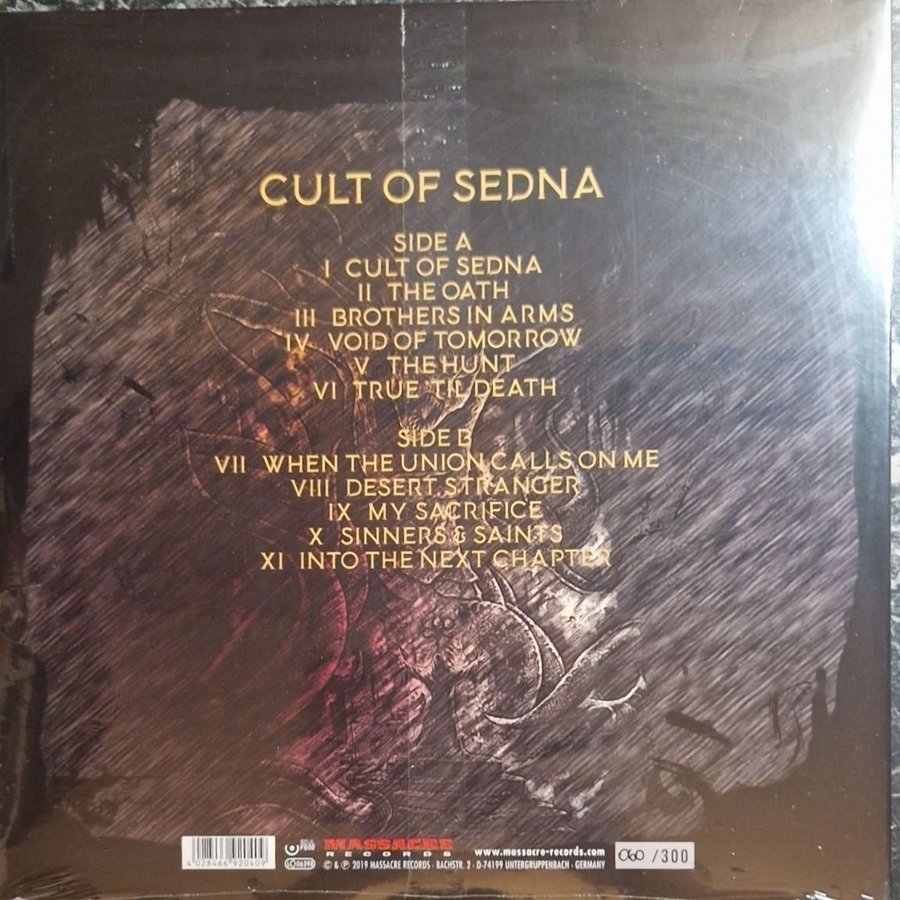 CULT OF SEDNA
SIDE A
I CULT OF SEDNA
II THE OATH
III BROTHERS IN ARMS
IV VOID OF TOMORROW
V THE HUNT
VI TRUE 'TIL DEATH
SIDE B
VII WHEN THE UNION CALLS ON ME
VIII DESERT STRANGER
IX MY SACRIFICE
X SINNERS & SAINTS
XI INTO THE NEXT CHAPTER
4 028466 920409
LC 06398
MASSACRE
RECORDS
www.massacre-records.com
© & ℗ 2019 MASSACRE RECORDS · BACHSTR. 2 · D-74199 UNTERGRUPPENBACH · GERMANY
060 /300